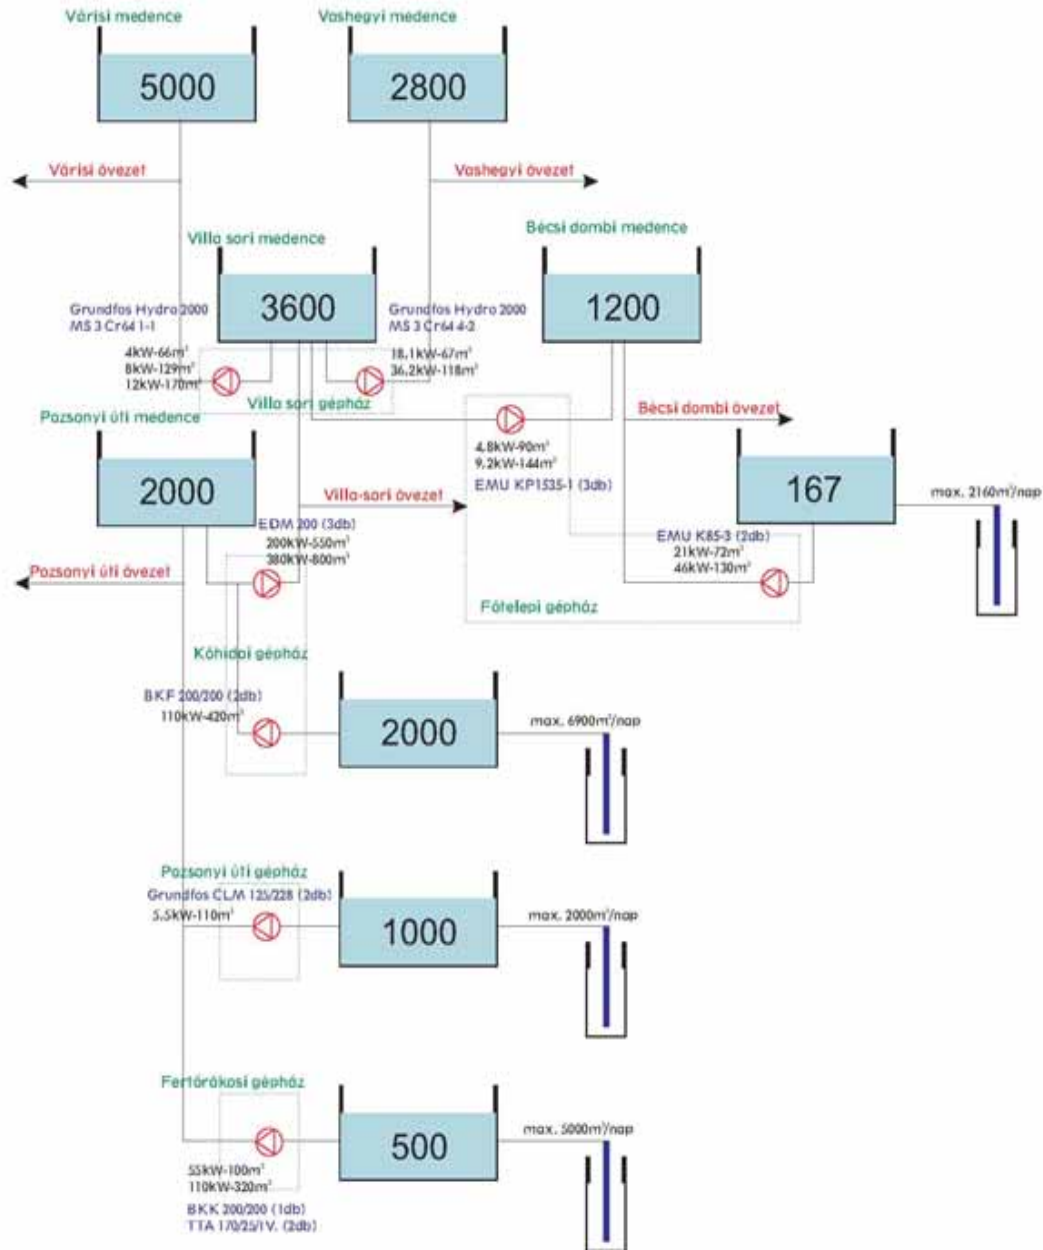 Várisi medence
Vashegyi medence
5000
2800
Várisi övezet
Vashegyi övezet
Villa sori medence
Bécsi dombi medence
3600
1200
Grundfos Hydro 2000
MS 3 Cr64 1-1
4kW-66m³
8kW-129m³
12kW-170m³
Grundfos Hydro 2000
MS 3 Cr64 4-2
18,1kW-67m³
36,2kW-118m³
Villa sori gépház
Bécsi dombi övezet
Pozsonyi úti medence
2000
4,8kW-90m³
9,2kW-144m³
EMU KP1535-1 (3db)
167
max. 2160m³/nap
Villa-sori övezet
EDM 200 (3db)
200kW-550m³
380kW-800m³
EMU K85-3 (2db)
21kW-72m³
46kW-130m³
Pozsonyi úti övezet
Főtelepi gépház
Kőhidai gépház
BKF 200/200 (2db)
110kW-420m³
2000
max. 6900m³/nap
Pozsonyi úti gépház
Grundfos CLM 125/228 (2db)
5,5kW-110m³
1000
max. 2000m³/nap
Fertőrákosi gépház
500
max. 5000m³/nap
55kW-100m³
110kW-320m³
BKK 200/200 (1db)
TTA 170/25/1V. (2db)